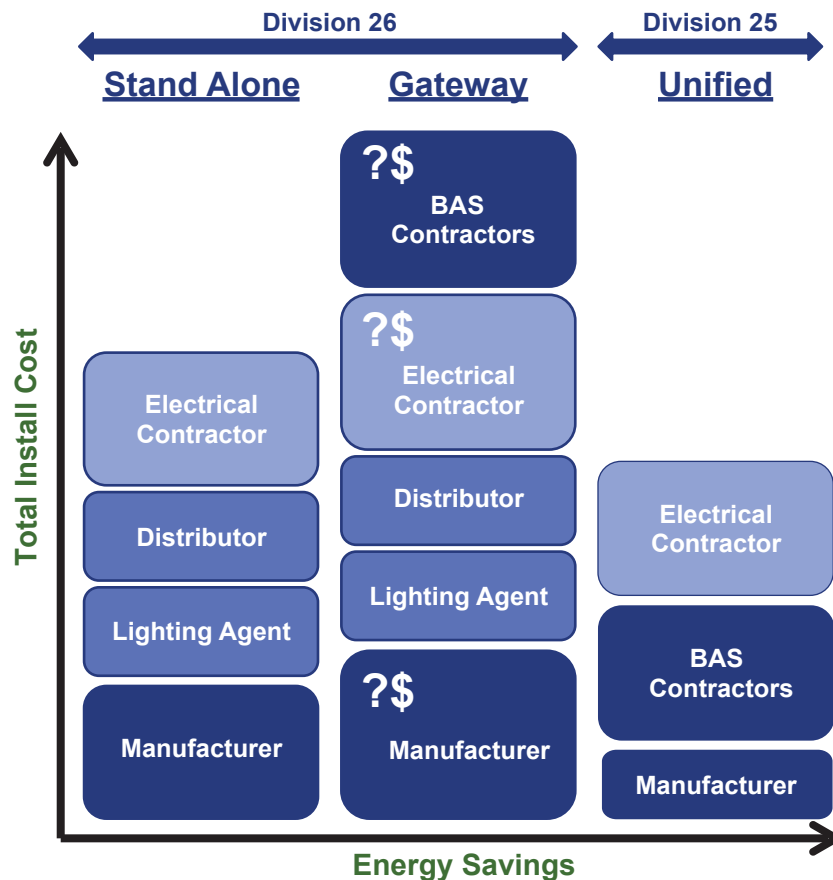 Division 26
Division 25
Stand Alone
Gateway
Unified
Total Install Cost
Electrical
Contractor
Distributor
Lighting Agent
Manufacturer
?$
BAS
Contractors
?$
Electrical
Contractor
Distributor
Lighting Agent
?$
Manufacturer
Electrical
Contractor
BAS
Contractors
Manufacturer
Energy Savings